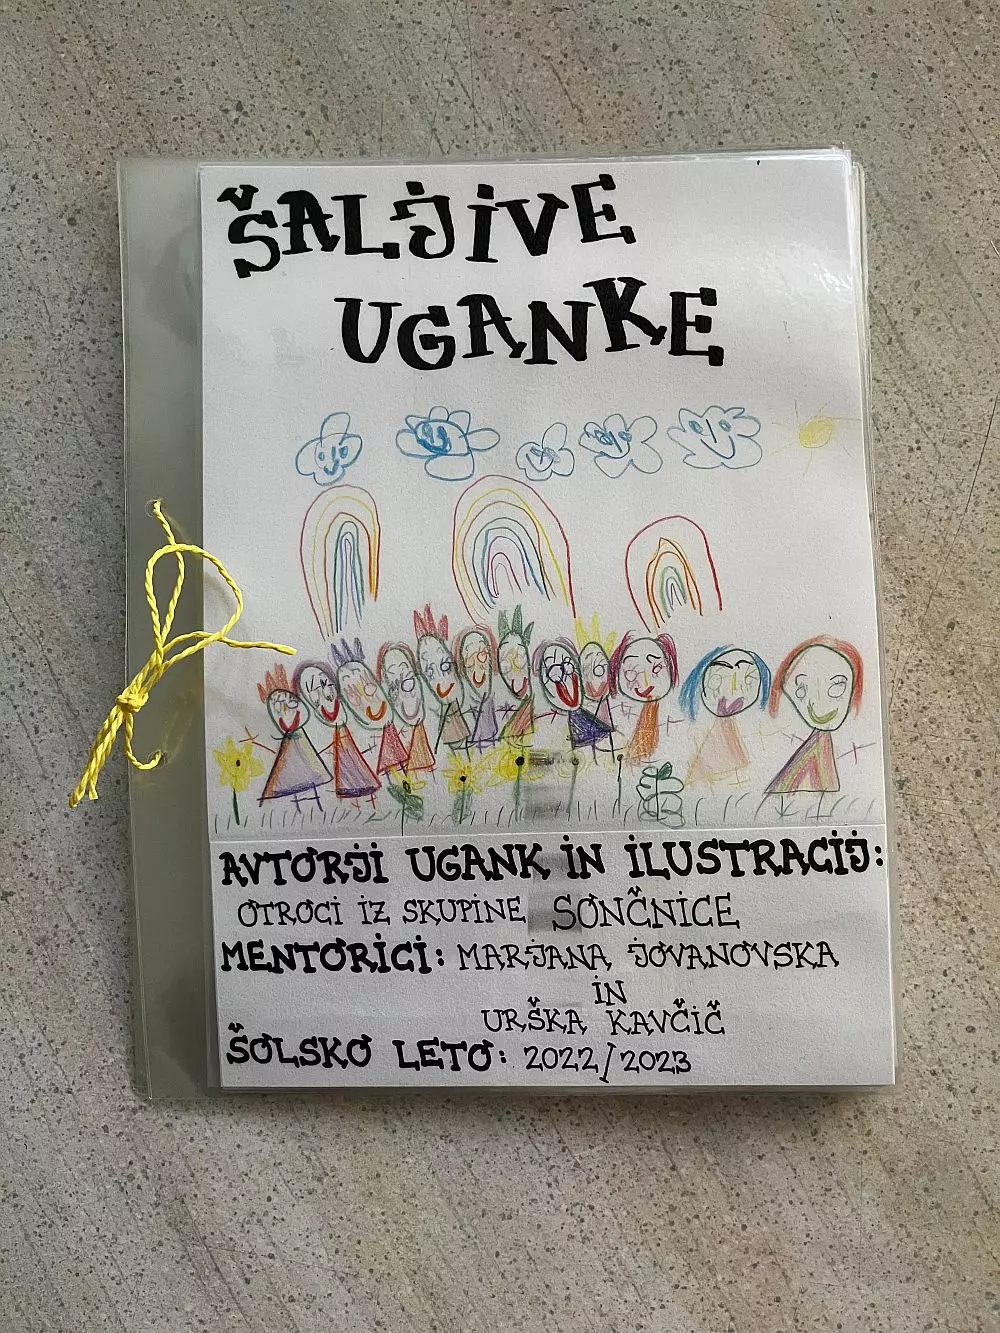 ŠALJIVE
UGANKE
AVTORJI UGANK IN ILUSTRACIJ:
OTROCI IZ SKUPINE SONČNICE
MENTORICI: MARJANA JOVANOVSKA
IN
URŠKA KAVČIČ
ŠOLSKO LETO: 2022/2023